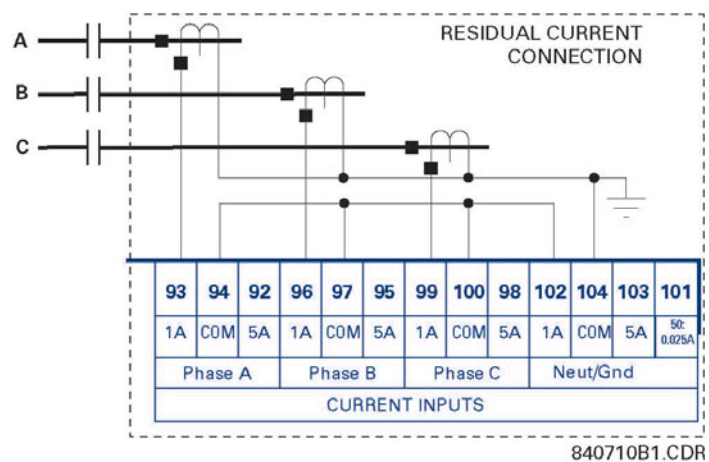 RESIDUAL CURRENT
CONNECTION
A
B
C
93 94 92 96 97 95 99 100 98 102 104 103 101
1A COM 5A 1A COM 5A 1A COM 5A 1A COM 5A 50:
0.025A
Phase A Phase B Phase C Neut/Gnd
CURRENT INPUTS
840710B1.CDR